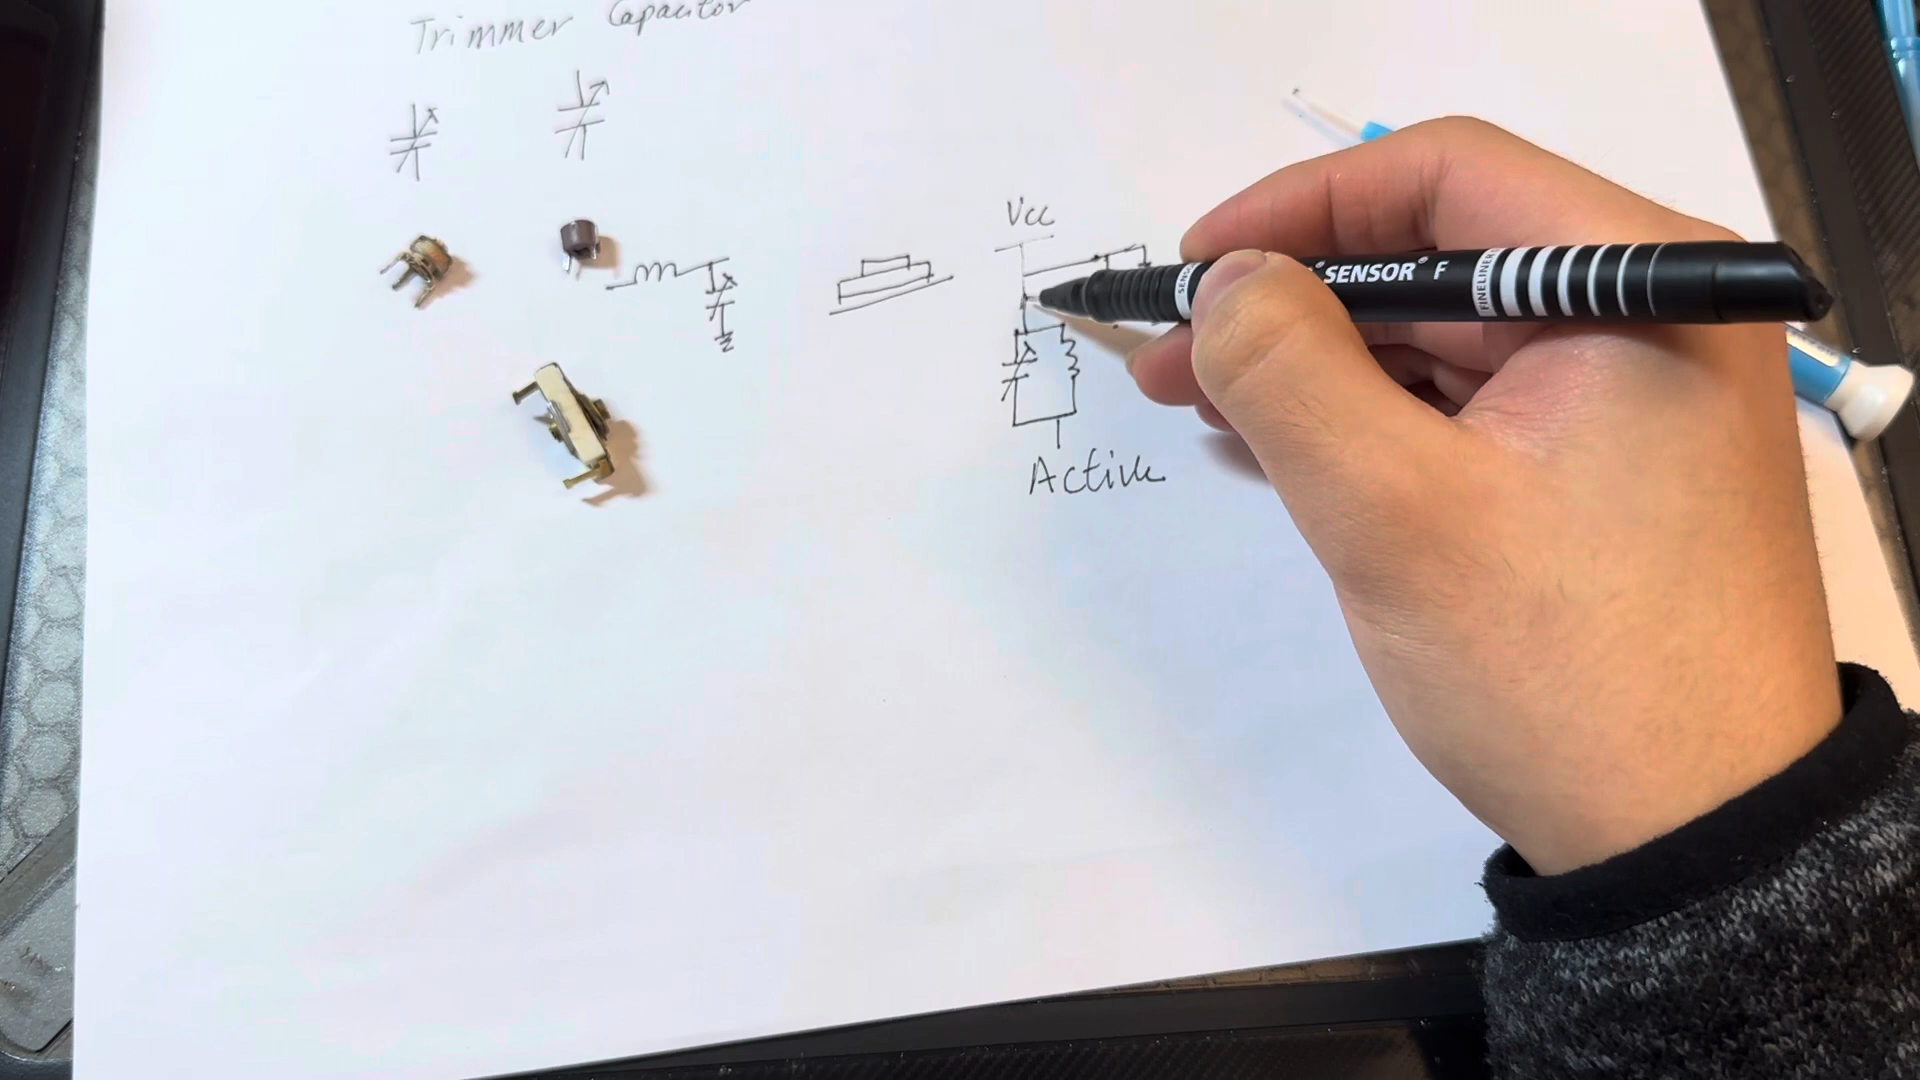 Trimmer Capacitor
Vcc
SENSOR® F
FINELINER
Active